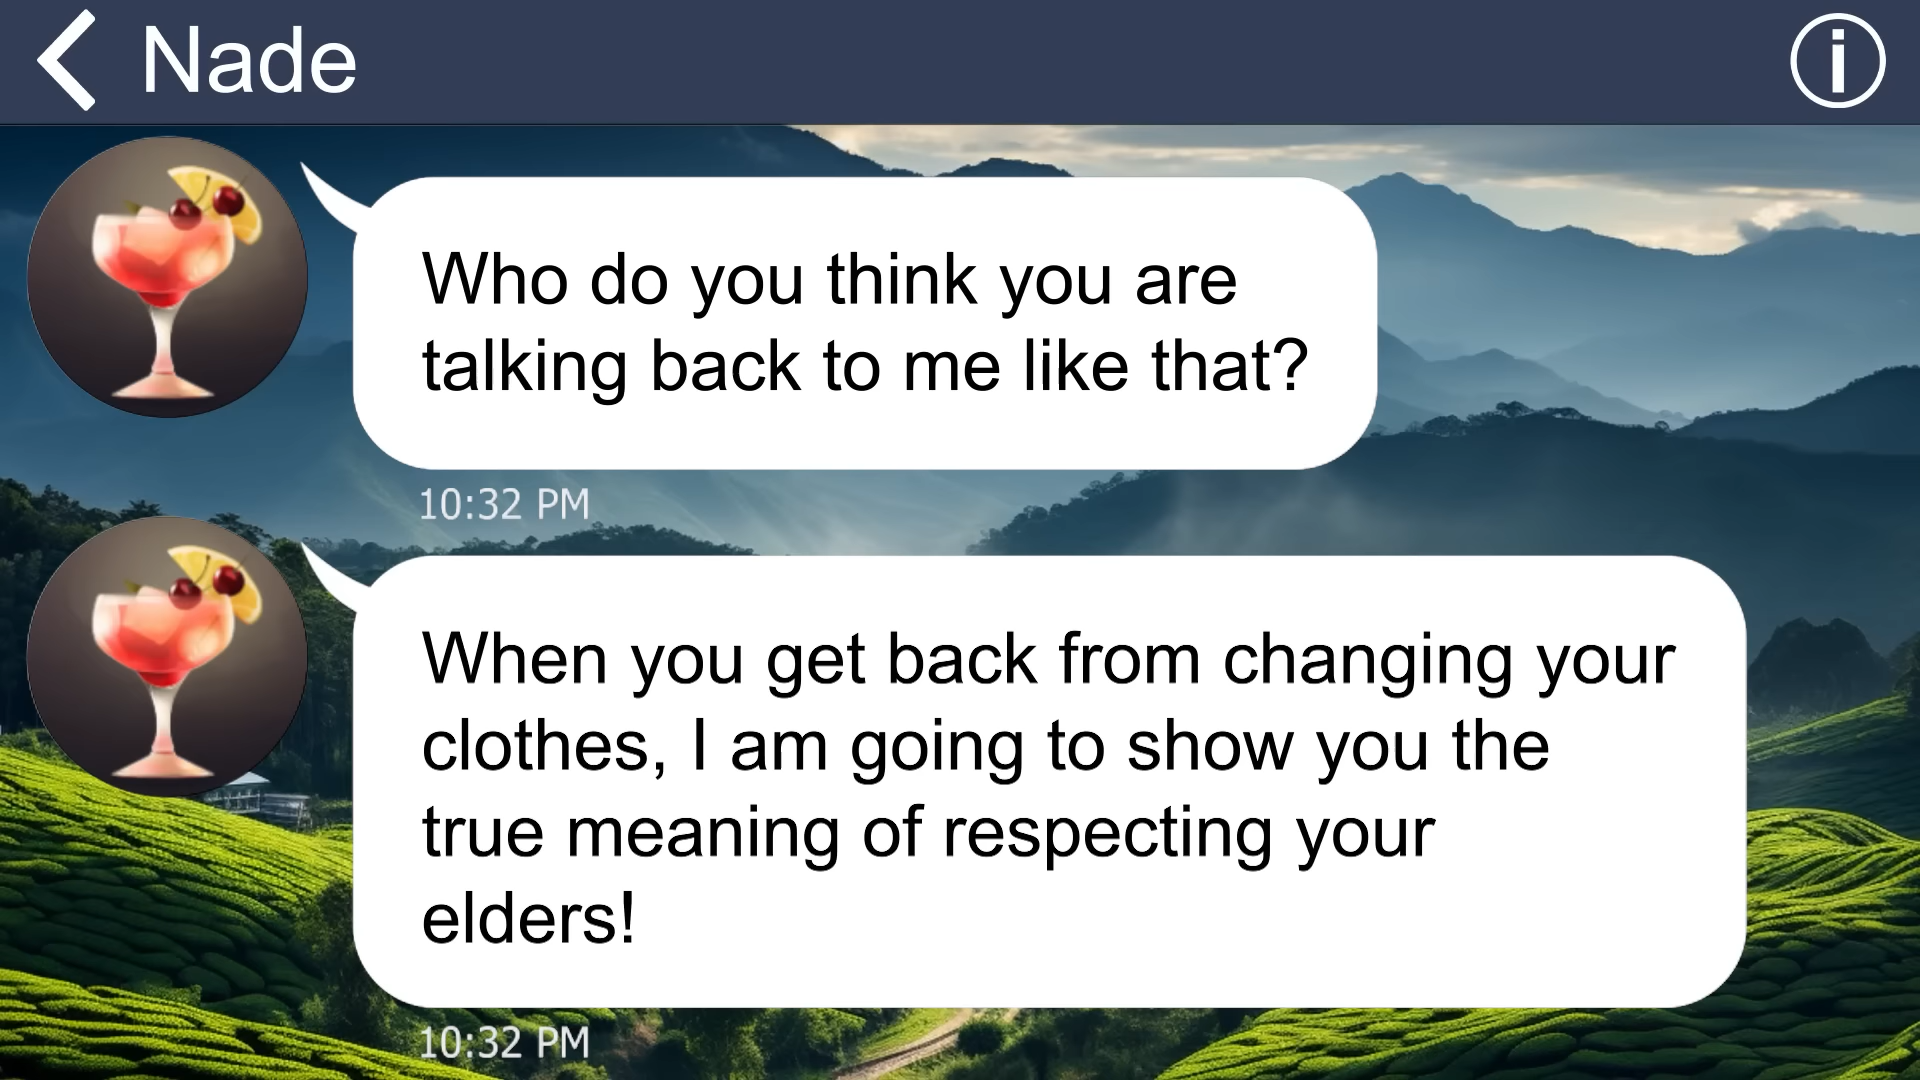 Nade
Who do you think you are
talking back to me like that?
10:32 PM
When you get back from changing your
clothes, I am going to show you the
true meaning of respecting your
elders!
10:32 PM